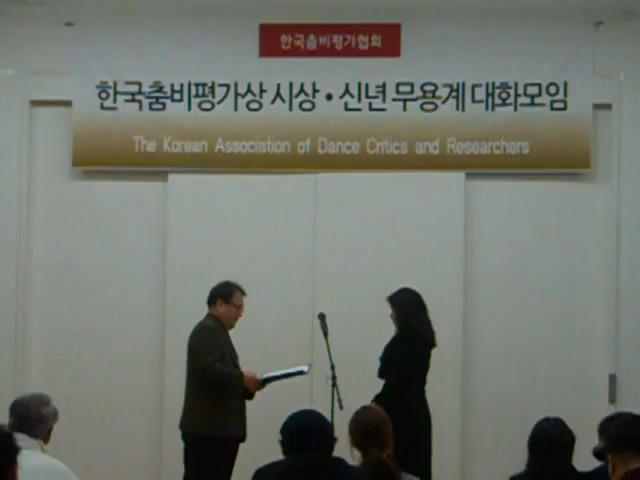 한국춤비평가협회
한국춤비평가상 시상 • 신년 무용계 대화모임
The Korean Association of Dance Critics and Researchers